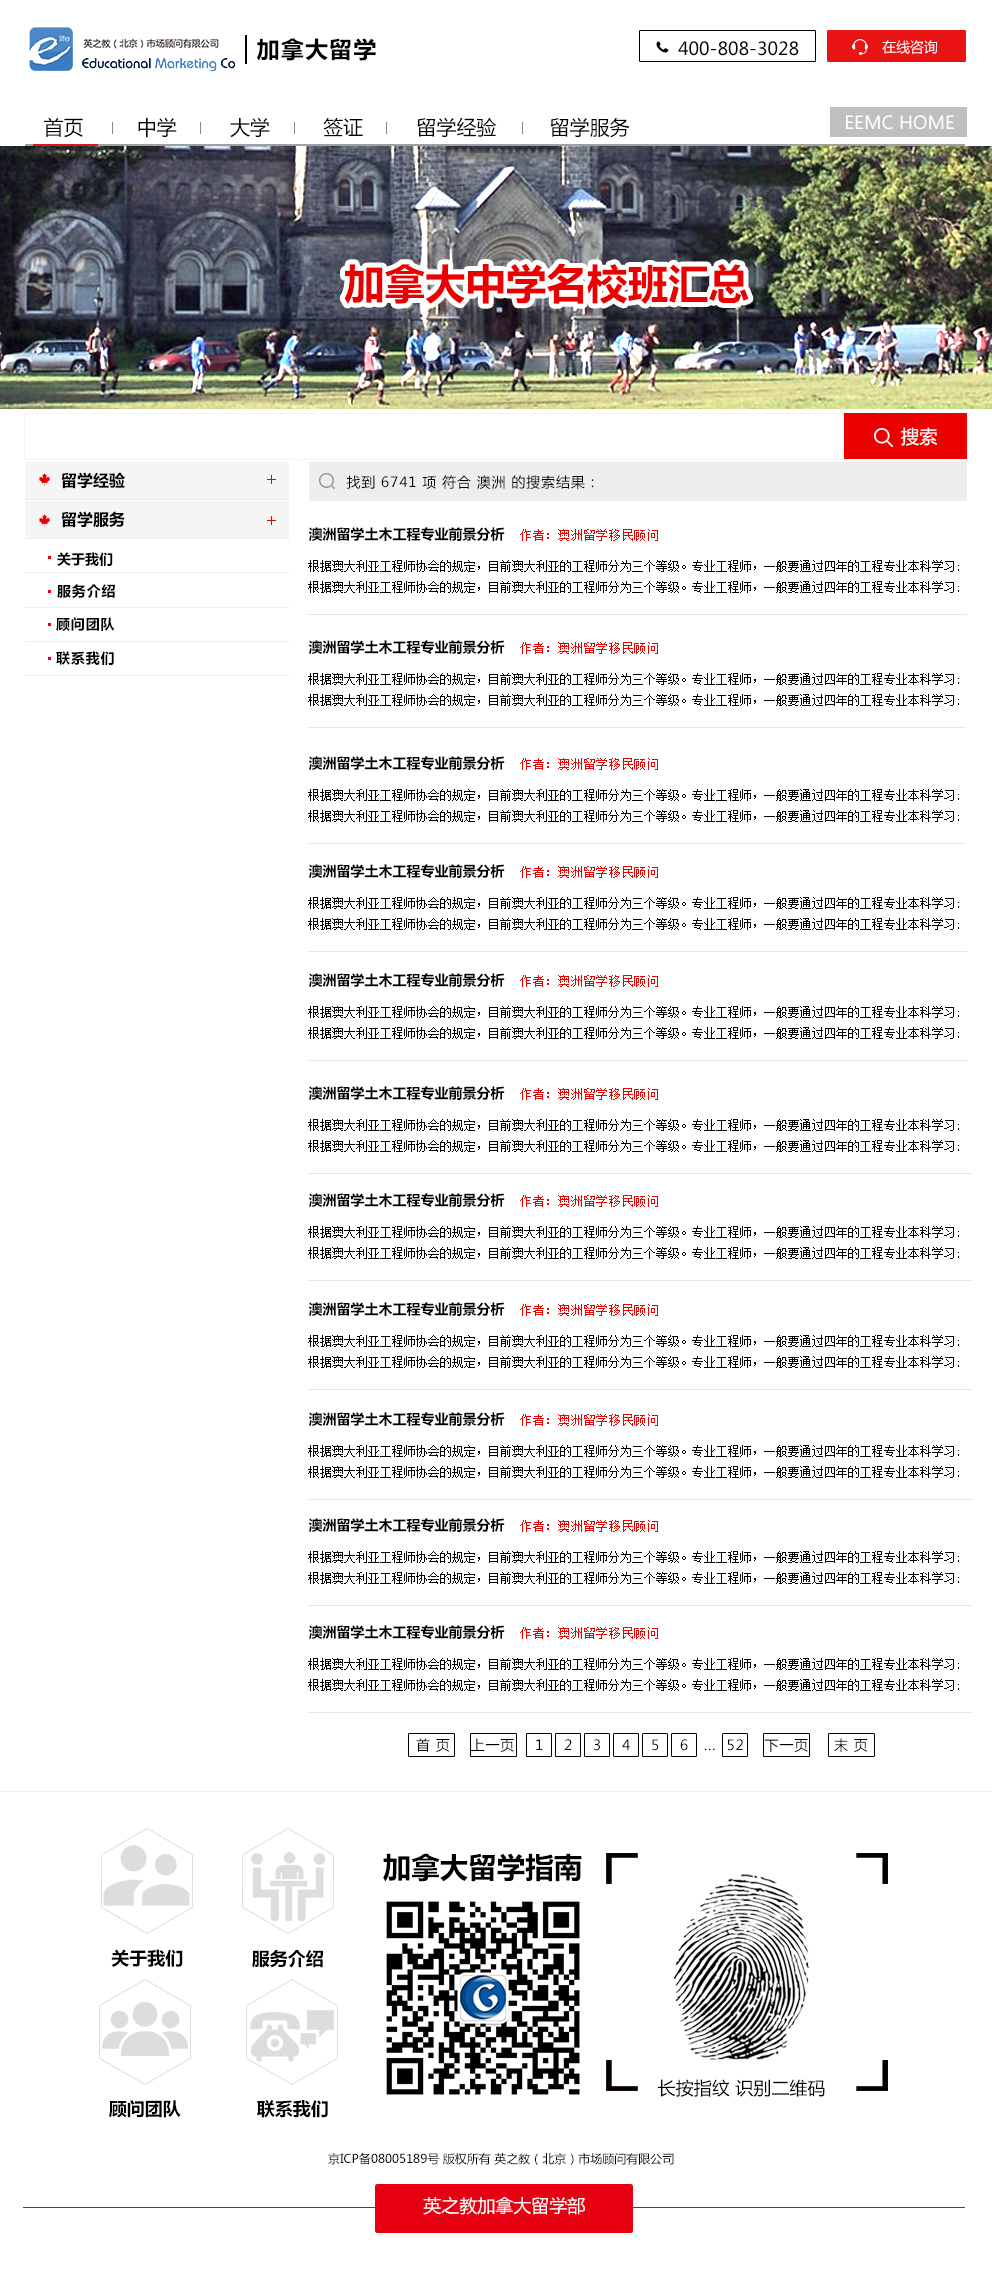 life
英之教（北京）市场顾问有限公司
Educational Marketing Co
加拿大留学
400-808-3028
在线咨询
首页
中学
大学
签证
留学经验
留学服务
EEMC HOME
加拿大中学名校班汇总
搜索
留学经验 +
留学服务 +
关于我们
服务介绍
顾问团队
联系我们
找到 6741 项 符合 澳洲 的搜索结果：
澳洲留学土木工程专业前景分析 作者：澳洲留学移民顾问
根据澳大利亚工程师协会的规定，目前澳大利亚的工程师分为三个等级。专业工程师，一般要通过四年的工程专业本科学习；
根据澳大利亚工程师协会的规定，目前澳大利亚的工程师分为三个等级。专业工程师，一般要通过四年的工程专业本科学习；
澳洲留学土木工程专业前景分析 作者：澳洲留学移民顾问
根据澳大利亚工程师协会的规定，目前澳大利亚的工程师分为三个等级。专业工程师，一般要通过四年的工程专业本科学习；
根据澳大利亚工程师协会的规定，目前澳大利亚的工程师分为三个等级。专业工程师，一般要通过四年的工程专业本科学习；
澳洲留学土木工程专业前景分析 作者：澳洲留学移民顾问
根据澳大利亚工程师协会的规定，目前澳大利亚的工程师分为三个等级。专业工程师，一般要通过四年的工程专业本科学习；
根据澳大利亚工程师协会的规定，目前澳大利亚的工程师分为三个等级。专业工程师，一般要通过四年的工程专业本科学习；
澳洲留学土木工程专业前景分析 作者：澳洲留学移民顾问
根据澳大利亚工程师协会的规定，目前澳大利亚的工程师分为三个等级。专业工程师，一般要通过四年的工程专业本科学习；
根据澳大利亚工程师协会的规定，目前澳大利亚的工程师分为三个等级。专业工程师，一般要通过四年的工程专业本科学习；
澳洲留学土木工程专业前景分析 作者：澳洲留学移民顾问
根据澳大利亚工程师协会的规定，目前澳大利亚的工程师分为三个等级。专业工程师，一般要通过四年的工程专业本科学习；
根据澳大利亚工程师协会的规定，目前澳大利亚的工程师分为三个等级。专业工程师，一般要通过四年的工程专业本科学习；
澳洲留学土木工程专业前景分析 作者：澳洲留学移民顾问
根据澳大利亚工程师协会的规定，目前澳大利亚的工程师分为三个等级。专业工程师，一般要通过四年的工程专业本科学习；
根据澳大利亚工程师协会的规定，目前澳大利亚的工程师分为三个等级。专业工程师，一般要通过四年的工程专业本科学习；
澳洲留学土木工程专业前景分析 作者：澳洲留学移民顾问
根据澳大利亚工程师协会的规定，目前澳大利亚的工程师分为三个等级。专业工程师，一般要通过四年的工程专业本科学习；
根据澳大利亚工程师协会的规定，目前澳大利亚的工程师分为三个等级。专业工程师，一般要通过四年的工程专业本科学习；
澳洲留学土木工程专业前景分析 作者：澳洲留学移民顾问
根据澳大利亚工程师协会的规定，目前澳大利亚的工程师分为三个等级。专业工程师，一般要通过四年的工程专业本科学习；
根据澳大利亚工程师协会的规定，目前澳大利亚的工程师分为三个等级。专业工程师，一般要通过四年的工程专业本科学习；
澳洲留学土木工程专业前景分析 作者：澳洲留学移民顾问
根据澳大利亚工程师协会的规定，目前澳大利亚的工程师分为三个等级。专业工程师，一般要通过四年的工程专业本科学习；
根据澳大利亚工程师协会的规定，目前澳大利亚的工程师分为三个等级。专业工程师，一般要通过四年的工程专业本科学习；
澳洲留学土木工程专业前景分析 作者：澳洲留学移民顾问
根据澳大利亚工程师协会的规定，目前澳大利亚的工程师分为三个等级。专业工程师，一般要通过四年的工程专业本科学习；
根据澳大利亚工程师协会的规定，目前澳大利亚的工程师分为三个等级。专业工程师，一般要通过四年的工程专业本科学习；
澳洲留学土木工程专业前景分析 作者：澳洲留学移民顾问
根据澳大利亚工程师协会的规定，目前澳大利亚的工程师分为三个等级。专业工程师，一般要通过四年的工程专业本科学习；
根据澳大利亚工程师协会的规定，目前澳大利亚的工程师分为三个等级。专业工程师，一般要通过四年的工程专业本科学习；
首 页 上一页 1 2 3 4 5 6 ... 52 下一页 末 页
关于我们
服务介绍
顾问团队
联系我们
加拿大留学指南
长按指纹 识别二维码
京ICP备08005189号 版权所有 英之教（北京）市场顾问有限公司
英之教加拿大留学部